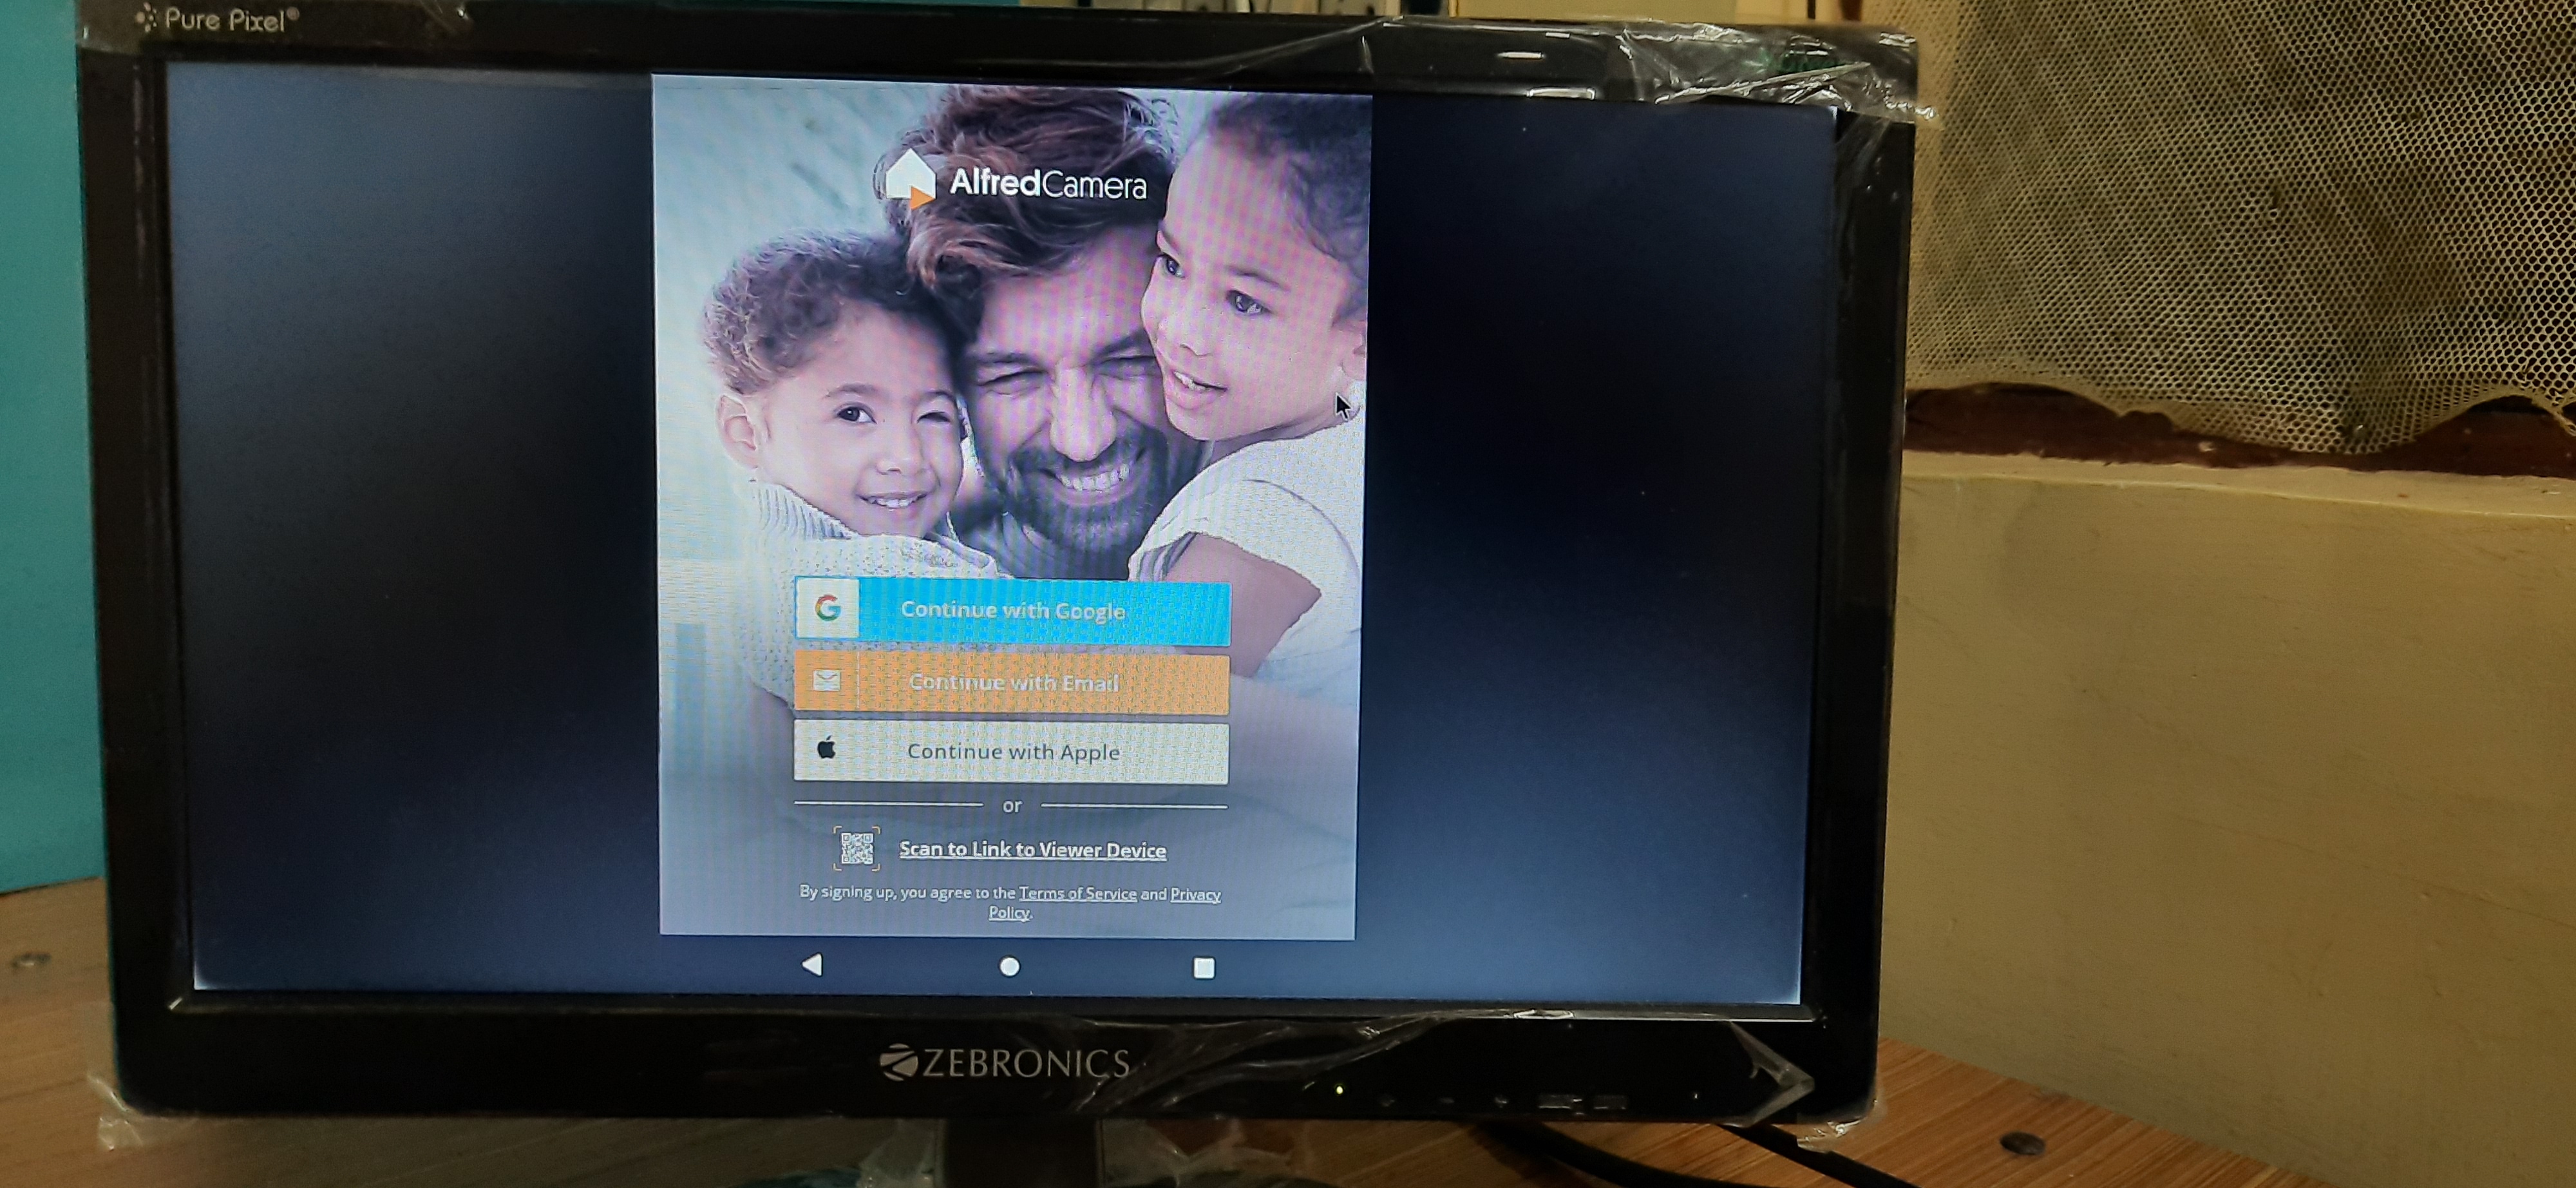 Pure Pixel®
AlfredCamera
Continue with Google
Continue with Email
Continue with Apple
or
Scan to Link to Viewer Device
By signing up, you agree to the Terms of Service and Privacy
Policy.
ZEBRONICS